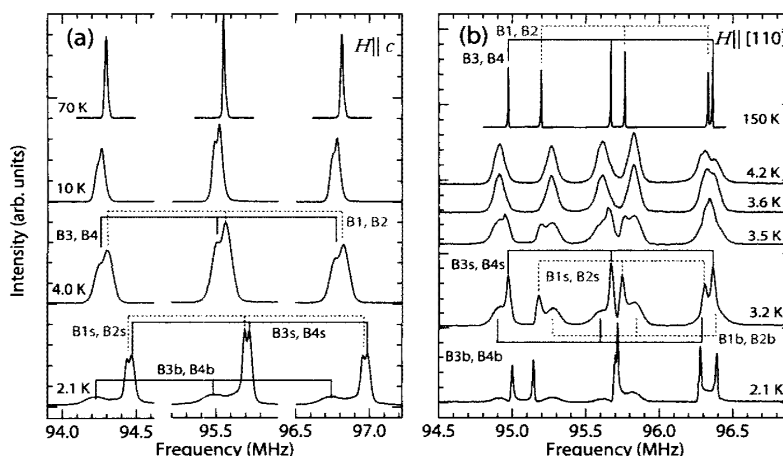 (a)
H || c
70 K
10 K
B3, B4
B1, B2
4.0 K
B1s, B2s
B3s, B4s
B3b, B4b
2.1 K
94.0 94.5 95.5 96.5 97.0
Frequency (MHz)
Intensity (arb. units)
(b)
B1, B2
H || [110]
B3, B4
150 K
4.2 K
3.6 K
3.5 K
B3s, B4s
B1s, B2s
3.2 K
B1b, B2b
B3b, B4b
2.1 K
94.5 95.0 95.5 96.0 96.5
Frequency (MHz)